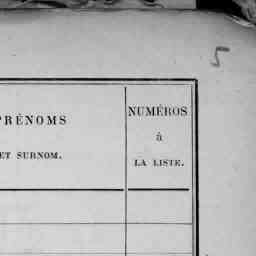 5
PRÉNOMS
ET SURNOM.
NUMÉROS
à
LA LISTE.